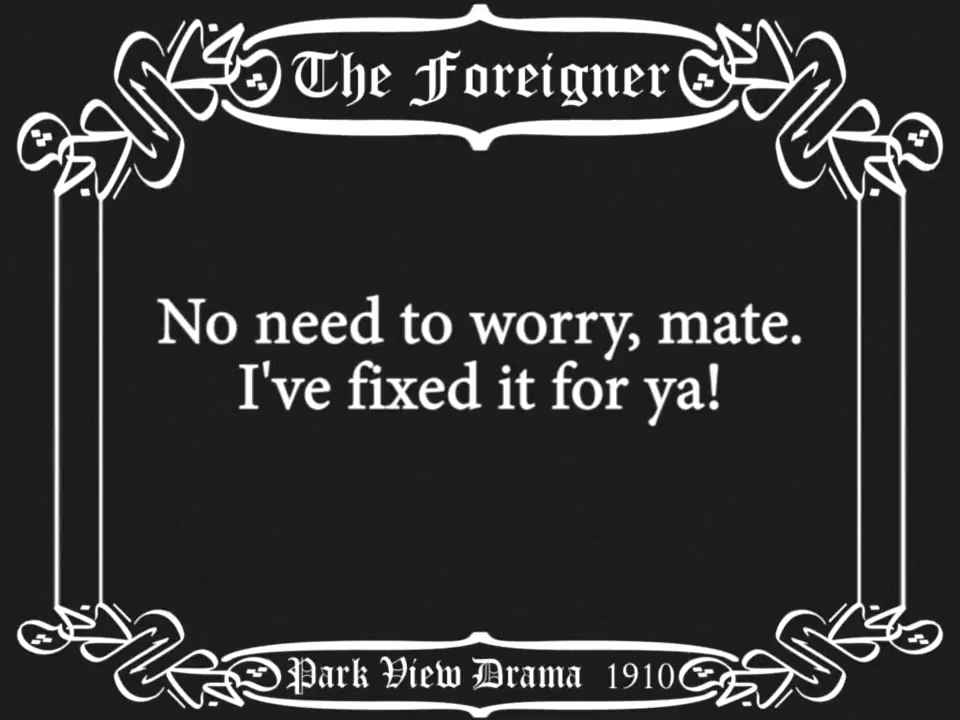 The Foreigner
No need to worry, mate.
I've fixed it for ya!
Park View Drama 1910